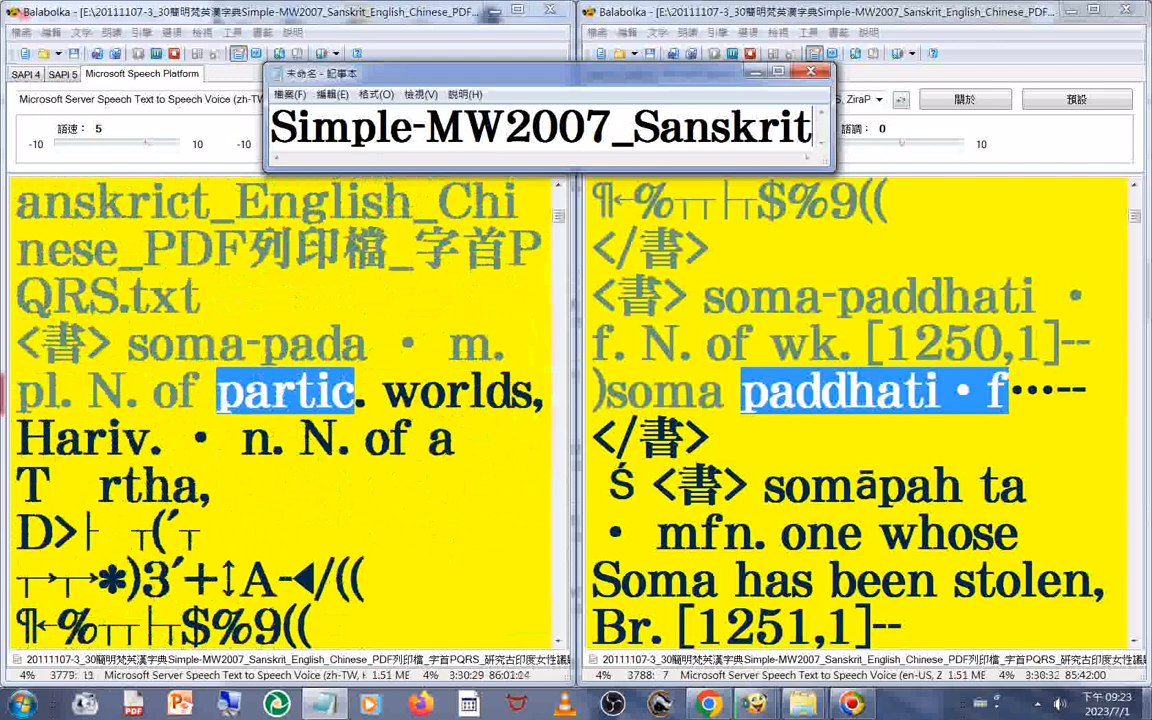 Balabolka - [E:\20111107-3_30簡明梵英漢字典Simple-MW2007_Sanskrit_English_Chinese_PDF...
Balabolka - [E:\20111107-3_30簡明梵英漢字典Simple-MW2007_Sanskrit_English_Chinese_PDF...
SAPI 4 SAPI 5 Microsoft Speech Platform
Microsoft Server Speech Text to Speech Voice (zh-TW,
S, ZiraP
關於
預設
語速: 5
-10 10 -10
語調: 0
10
未命名 - 記事本
檔案(F) 編輯(E) 格式(O) 檢視(V) 說明(H)
Simple-MW2007_Sanskrit
anskrict_English_Chi
nese_PDF列印檔_字首P
QRS.txt
<書> soma-pada • m.
pl. N. of partic. worlds,
Hariv. • n. N. of a
T rtha,
D>├ ┬(´┬
┬→┬→✱)3´+↕A-◀/((
¶←%┬┬├┬$%9((
¶←%┬┬├┬$%9((
</書>
<書> soma-paddhati •
f. N. of wk. [1250,1]--
)soma paddhati • f…--
</書>
Ś <書> somāpah ta
• mfn. one whose
Soma has been stolen,
Br. [1251,1]--
20111107-3_30簡明梵英漢字典Simple-MW2007_Sanskrit_English_Chinese_PDF列印檔_字首PQRS_研究古印度女性議
20111107-3_30簡明梵英漢字典Simple-MW2007_Sanskrit_English_Chinese_PDF列印檔_字首PQRS_研究古印度女性議
4% 3779: 11 Microsoft Server Speech Text to Speech Voice (zh-TW, H 1.51 ME 4% 3:30:29 86:01:24
4% 3788: 7 Microsoft Server Speech Text to Speech Voice (en-US, Z 1.51 ME 4% 3:30:32 85:42:00
下午 09:23
2023/7/1